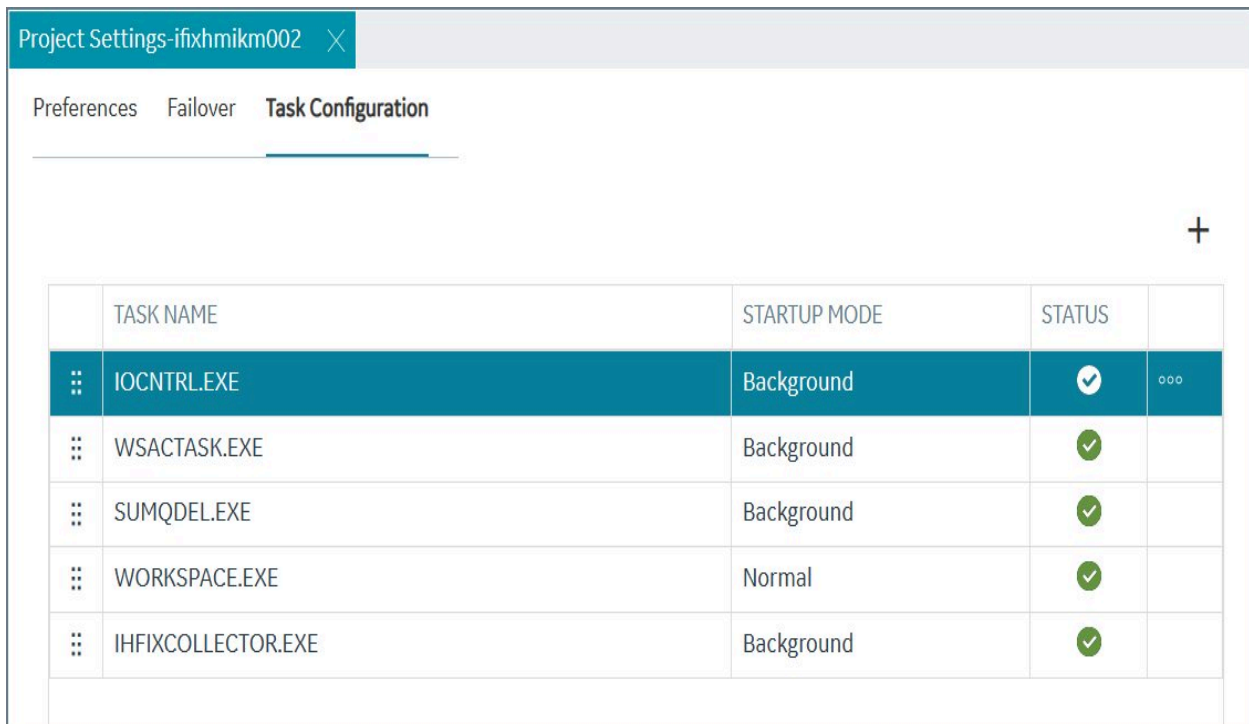 Project Settings-ifixhmikm002
Preferences Failover Task Configuration
TASK NAME STARTUP MODE STATUS
IOCNTRL.EXE Background
WSACTASK.EXE Background
SUMQDEL.EXE Background
WORKSPACE.EXE Normal
IHFIXCOLLECTOR.EXE Background